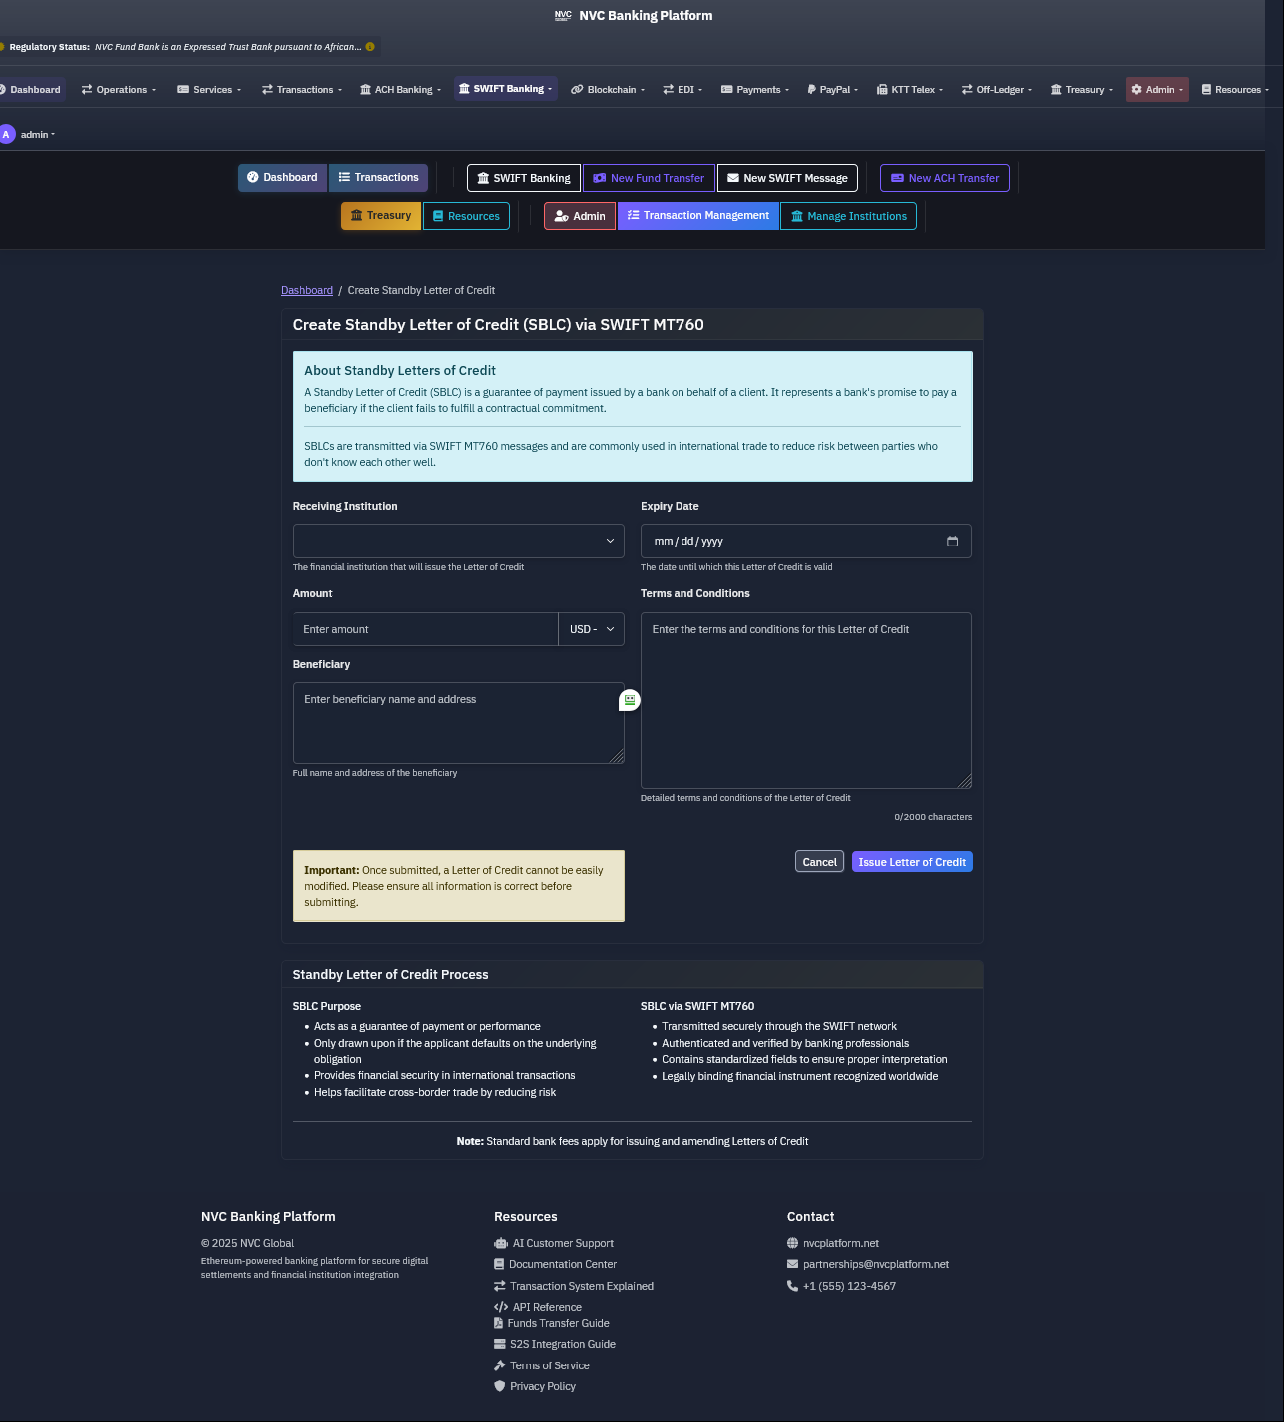 NVC Banking Platform
Regulatory Status: NVC Fund Bank is an Expressed Trust Bank pursuant to African...
Dashboard Operations Services Transactions ACH Banking SWIFT Banking Blockchain EDI Payments PayPal KTT Telex Off-Ledger Treasury Admin Resources
A admin
Dashboard Transactions SWIFT Banking New Fund Transfer New SWIFT Message New ACH Transfer
Treasury Resources Admin Transaction Management Manage Institutions
Dashboard / Create Standby Letter of Credit
Create Standby Letter of Credit (SBLC) via SWIFT MT760
About Standby Letters of Credit
A Standby Letter of Credit (SBLC) is a guarantee of payment issued by a bank on behalf of a client. It represents a bank's promise to pay a
beneficiary if the client fails to fulfill a contractual commitment.
SBLCs are transmitted via SWIFT MT760 messages and are commonly used in international trade to reduce risk between parties who
don't know each other well.
Receiving Institution
The financial institution that will issue the Letter of Credit
Expiry Date
mm/dd/yyyy
The date until which this Letter of Credit is valid
Amount
Enter amount USD -
Beneficiary
Enter beneficiary name and address
Full name and address of the beneficiary
Terms and Conditions
Enter the terms and conditions for this Letter of Credit
Detailed terms and conditions of the Letter of Credit
0/2000 characters
Important: Once submitted, a Letter of Credit cannot be easily
modified. Please ensure all information is correct before
submitting.
Cancel Issue Letter of Credit
Standby Letter of Credit Process
SBLC Purpose
• Acts as a guarantee of payment or performance
• Only drawn upon if the applicant defaults on the underlying
obligation
• Provides financial security in international transactions
• Helps facilitate cross-border trade by reducing risk
SBLC via SWIFT MT760
• Transmitted securely through the SWIFT network
• Authenticated and verified by banking professionals
• Contains standardized fields to ensure proper interpretation
• Legally binding financial instrument recognized worldwide
Note: Standard bank fees apply for issuing and amending Letters of Credit
NVC Banking Platform
© 2025 NVC Global
Ethereum-powered banking platform for secure digital
settlements and financial institution integration
Resources
AI Customer Support
Documentation Center
Transaction System Explained
API Reference
Funds Transfer Guide
S2S Integration Guide
Terms of Service
Privacy Policy
Contact
nvcplatform.net
partnerships@nvcplatform.net
+1 (555) 123-4567